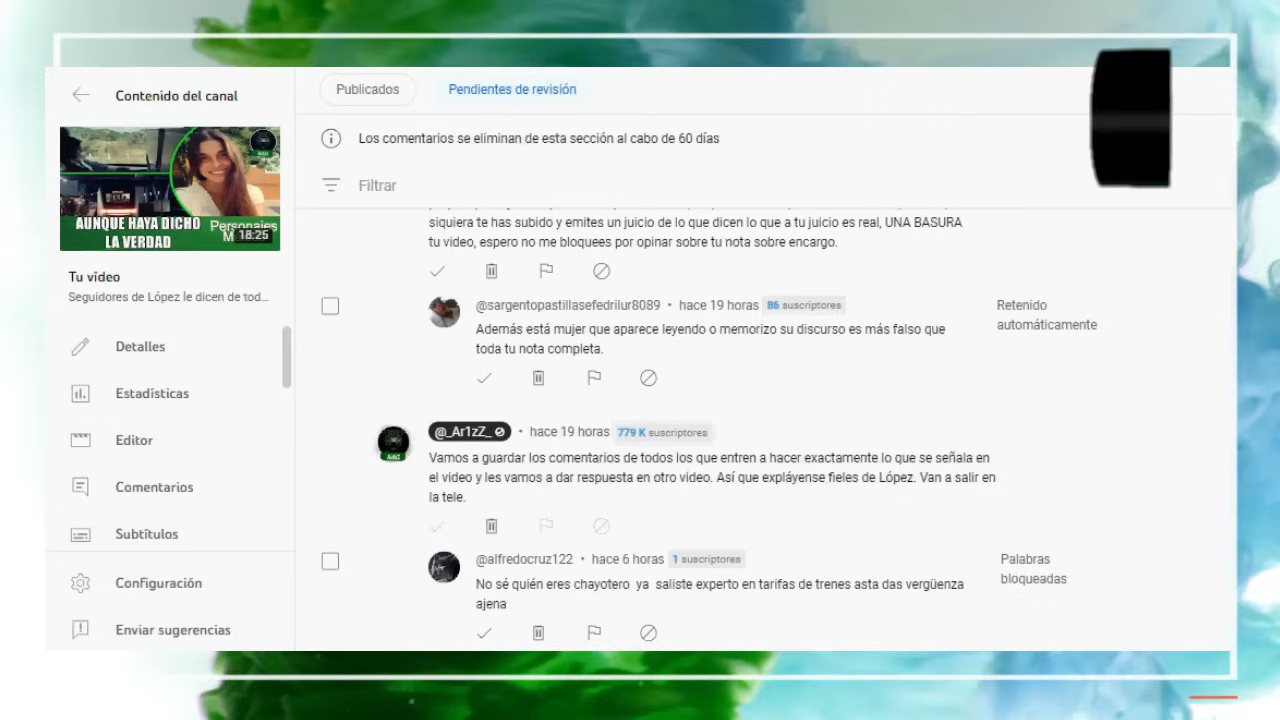 Contenido del canal
AUNQUE HAYA DICHO
LA VERDAD
Personajes
M
18:25
Tu vídeo
Seguidores de López le dicen de tod...
Detalles
Estadísticas
Editor
Comentarios
Subtítulos
Configuración
Enviar sugerencias
Publicados
Pendientes de revisión
Los comentarios se eliminan de esta sección al cabo de 60 días
Filtrar
siquiera te has subido y emites un juicio de lo que dicen lo que a tu juicio es real, UNA BASURA
tu video, espero no me bloquees por opinar sobre tu nota sobre encargo.
@sargentopastillasefedrilur8089 • hace 19 horas 86 suscriptores
Retenido
automáticamente
Además está mujer que aparece leyendo o memorizo su discurso es más falso que
toda tu nota completa.
@_Ar1zZ_ • hace 19 horas 779 K suscriptores
Vamos a guardar los comentarios de todos los que entren a hacer exactamente lo que se señala en
el video y les vamos a dar respuesta en otro vídeo. Así que expláyense fieles de López. Van a salir en
la tele.
@alfredocruz122 • hace 6 horas 1 suscriptores
Palabras
bloqueadas
No sé quién eres chayotero ya saliste experto en tarifas de trenes asta das vergüenza
ajena